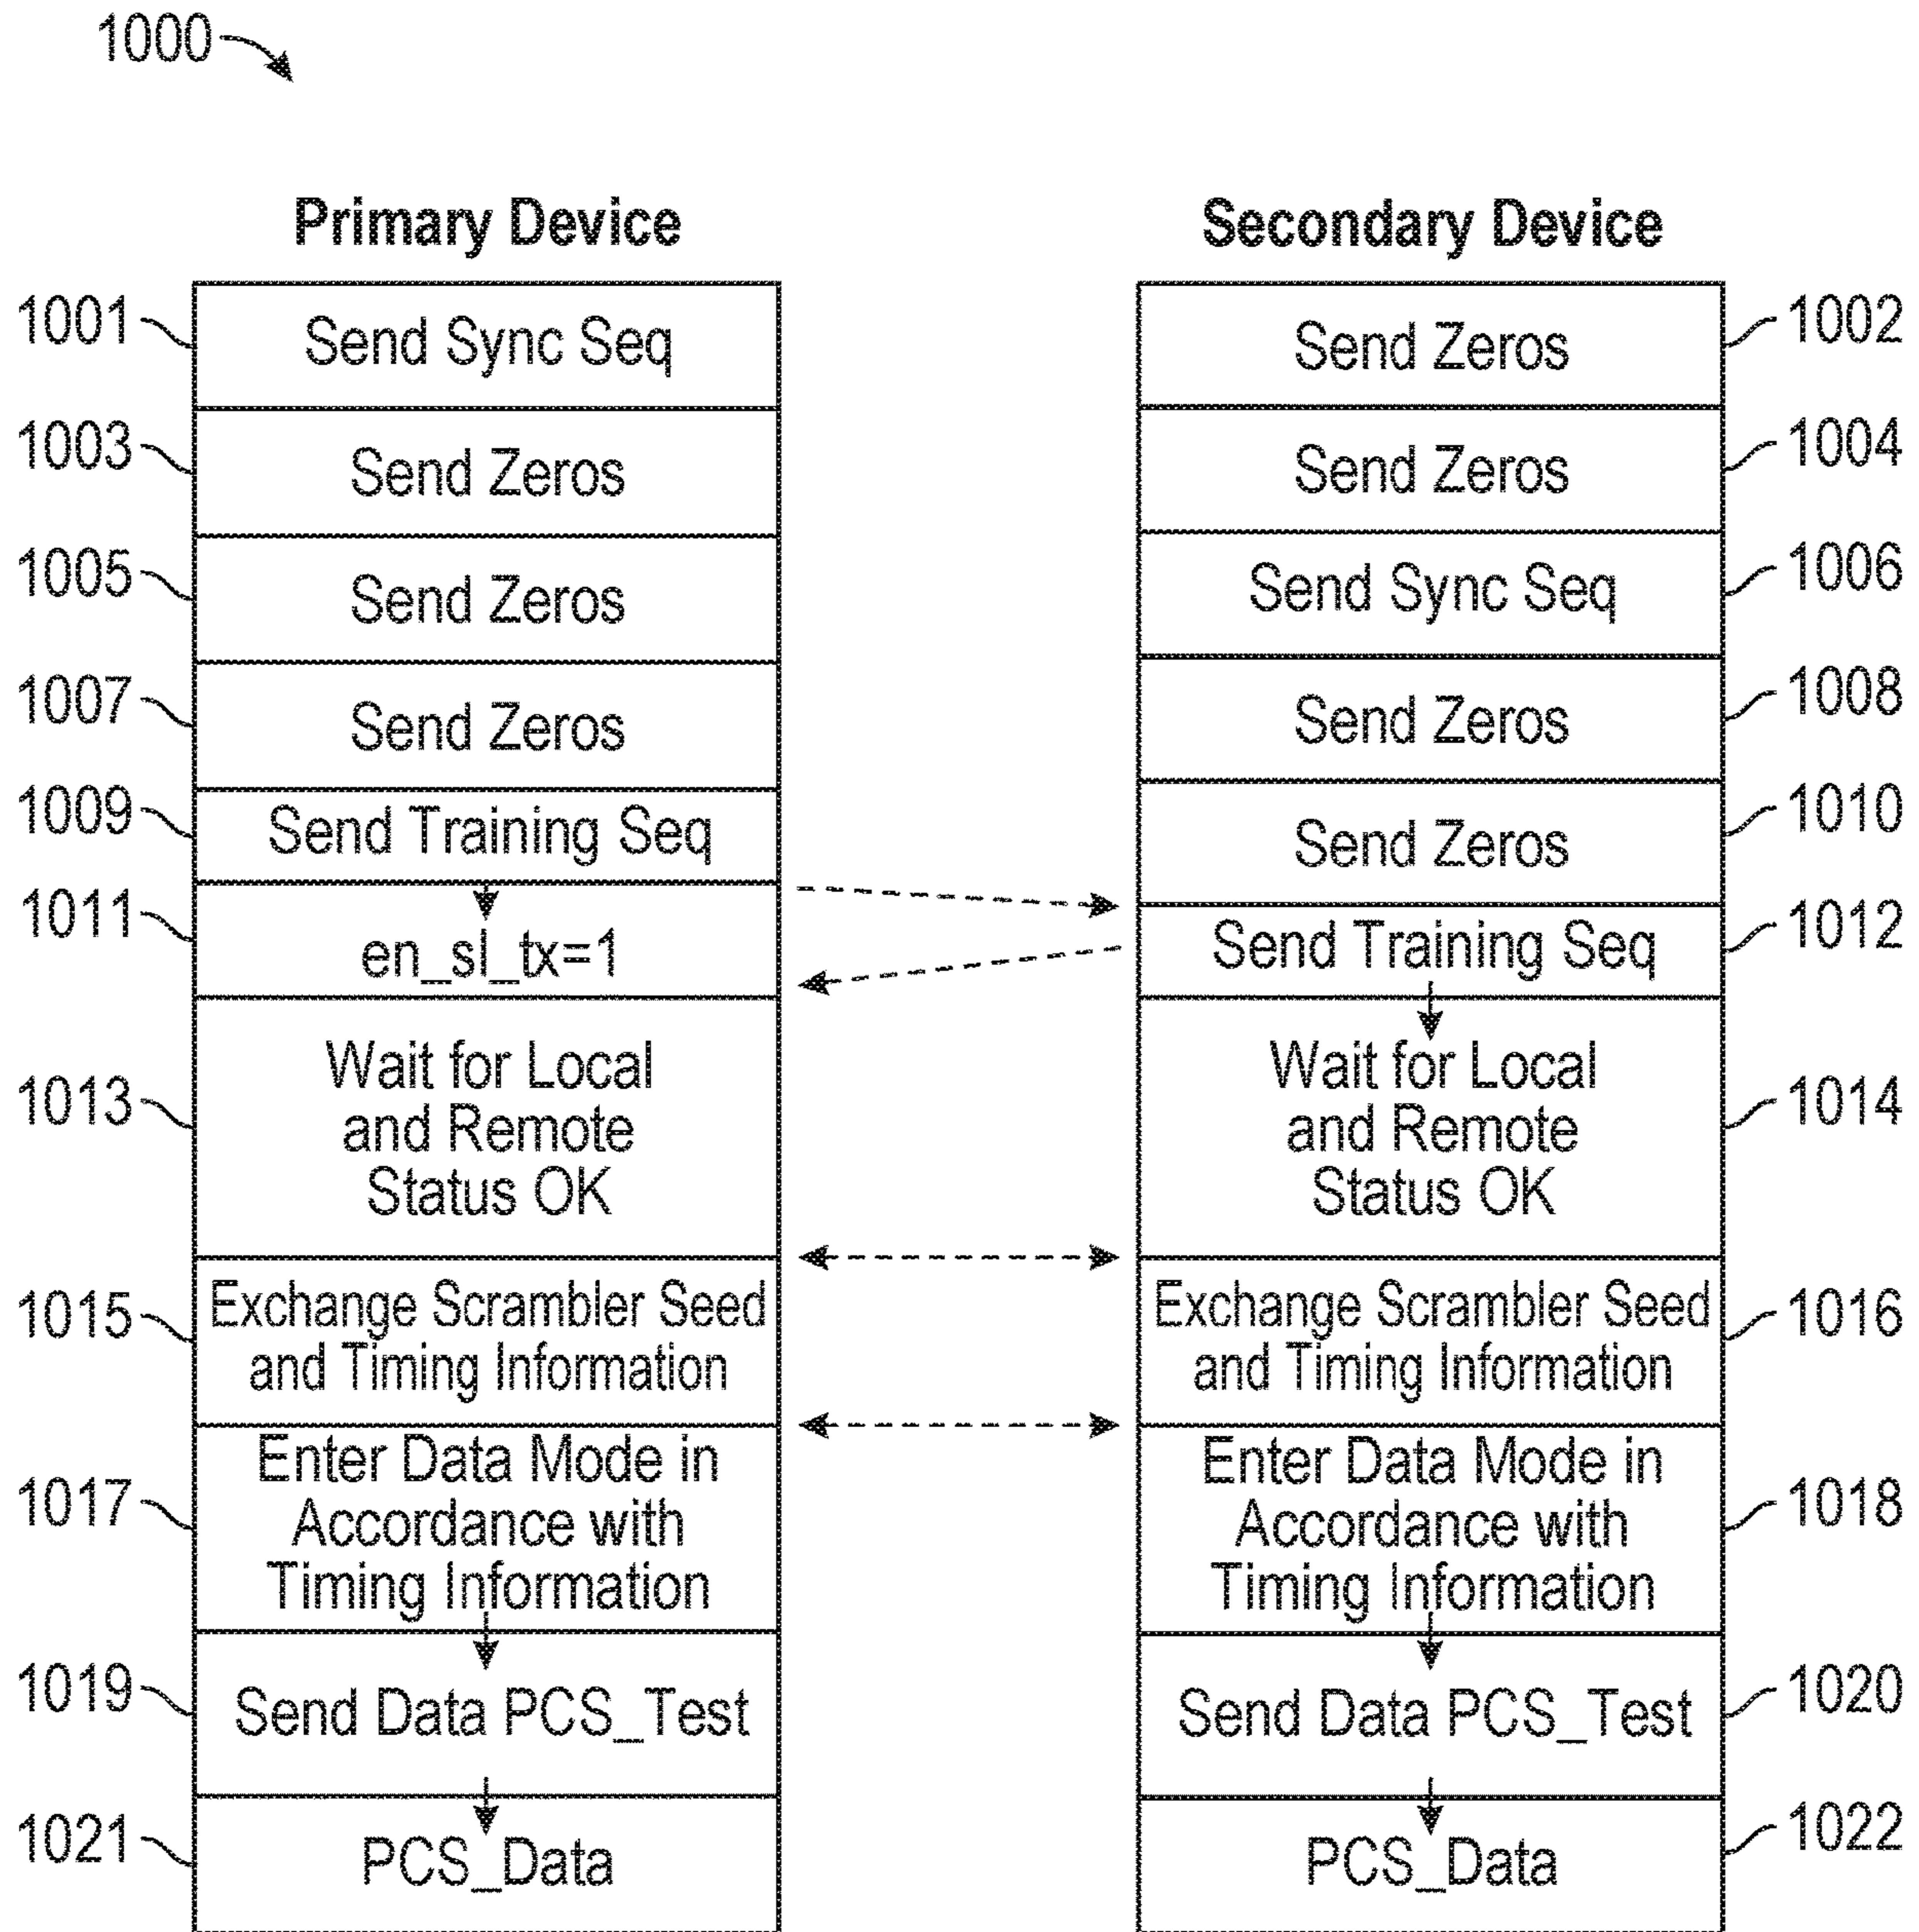 1000
Primary Device
Secondary Device
1001
Send Sync Seq
Send Zeros
1002
1003
Send Zeros
Send Zeros
1004
1005
Send Zeros
Send Sync Seq
1006
1007
Send Zeros
Send Zeros
1008
1009
Send Training Seq
Send Zeros
1010
1011
en_sl_tx=1
Send Training Seq
1012
1013
Wait for Local
and Remote
Status OK
Wait for Local
and Remote
Status OK
1014
1015
Exchange Scrambler Seed
and Timing Information
Exchange Scrambler Seed
and Timing Information
1016
1017
Enter Data Mode in
Accordance with
Timing Information
Enter Data Mode in
Accordance with
Timing Information
1018
1019
Send Data PCS_Test
Send Data PCS_Test
1020
1021
PCS_Data
PCS_Data
1022